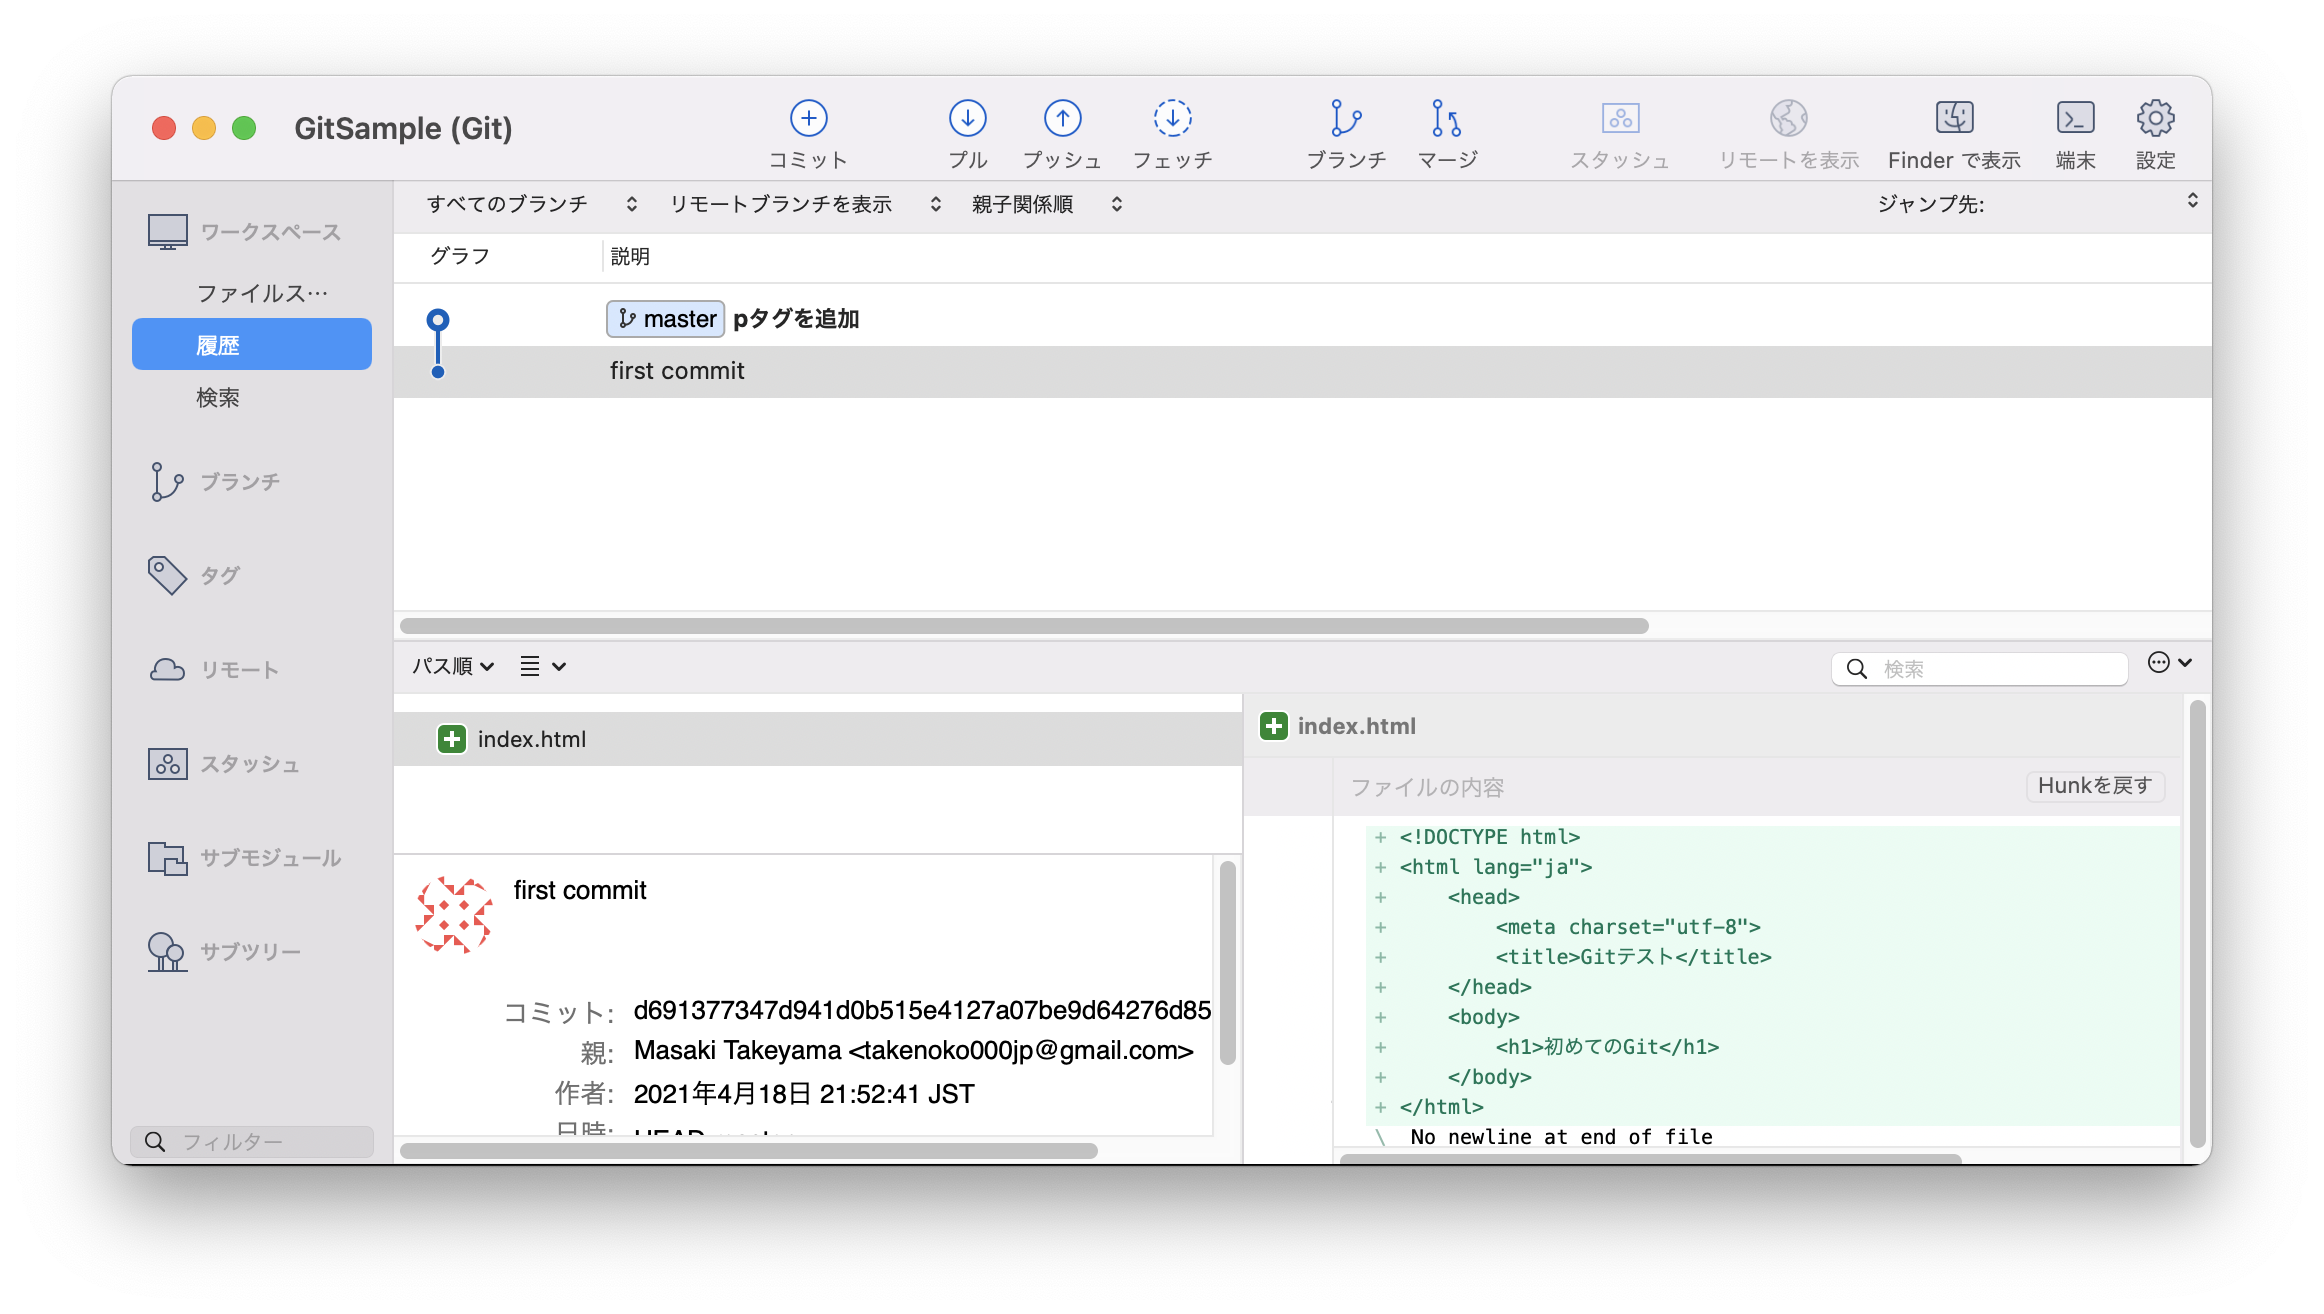 GitSample (Git)
コミット
プル
プッシュ
フェッチ
ブランチ
マージ
スタッシュ
リモートを表示
Finder で表示
端末
設定
ワークスペース
ファイルス…
履歴
検索
ブランチ
タグ
リモート
スタッシュ
サブモジュール
サブツリー
フィルター
すべてのブランチ
リモートブランチを表示
親子関係順
ジャンプ先:
グラフ
説明
master pタグを追加
first commit
パス順
検索
index.html
first commit
コミット: d691377347d941d0b515e4127a07be9d64276d85
親: Masaki Takeyama <takenoko000jp@gmail.com>
作者: 2021年4月18日 21:52:41 JST
日時:
index.html
ファイルの内容
Hunkを戻す
+ <!DOCTYPE html>
+ <html lang="ja">
+     <head>
+         <meta charset="utf-8">
+         <title>Gitテスト</title>
+     </head>
+     <body>
+         <h1>初めてのGit</h1>
+     </body>
+ </html>
\ No newline at end of file